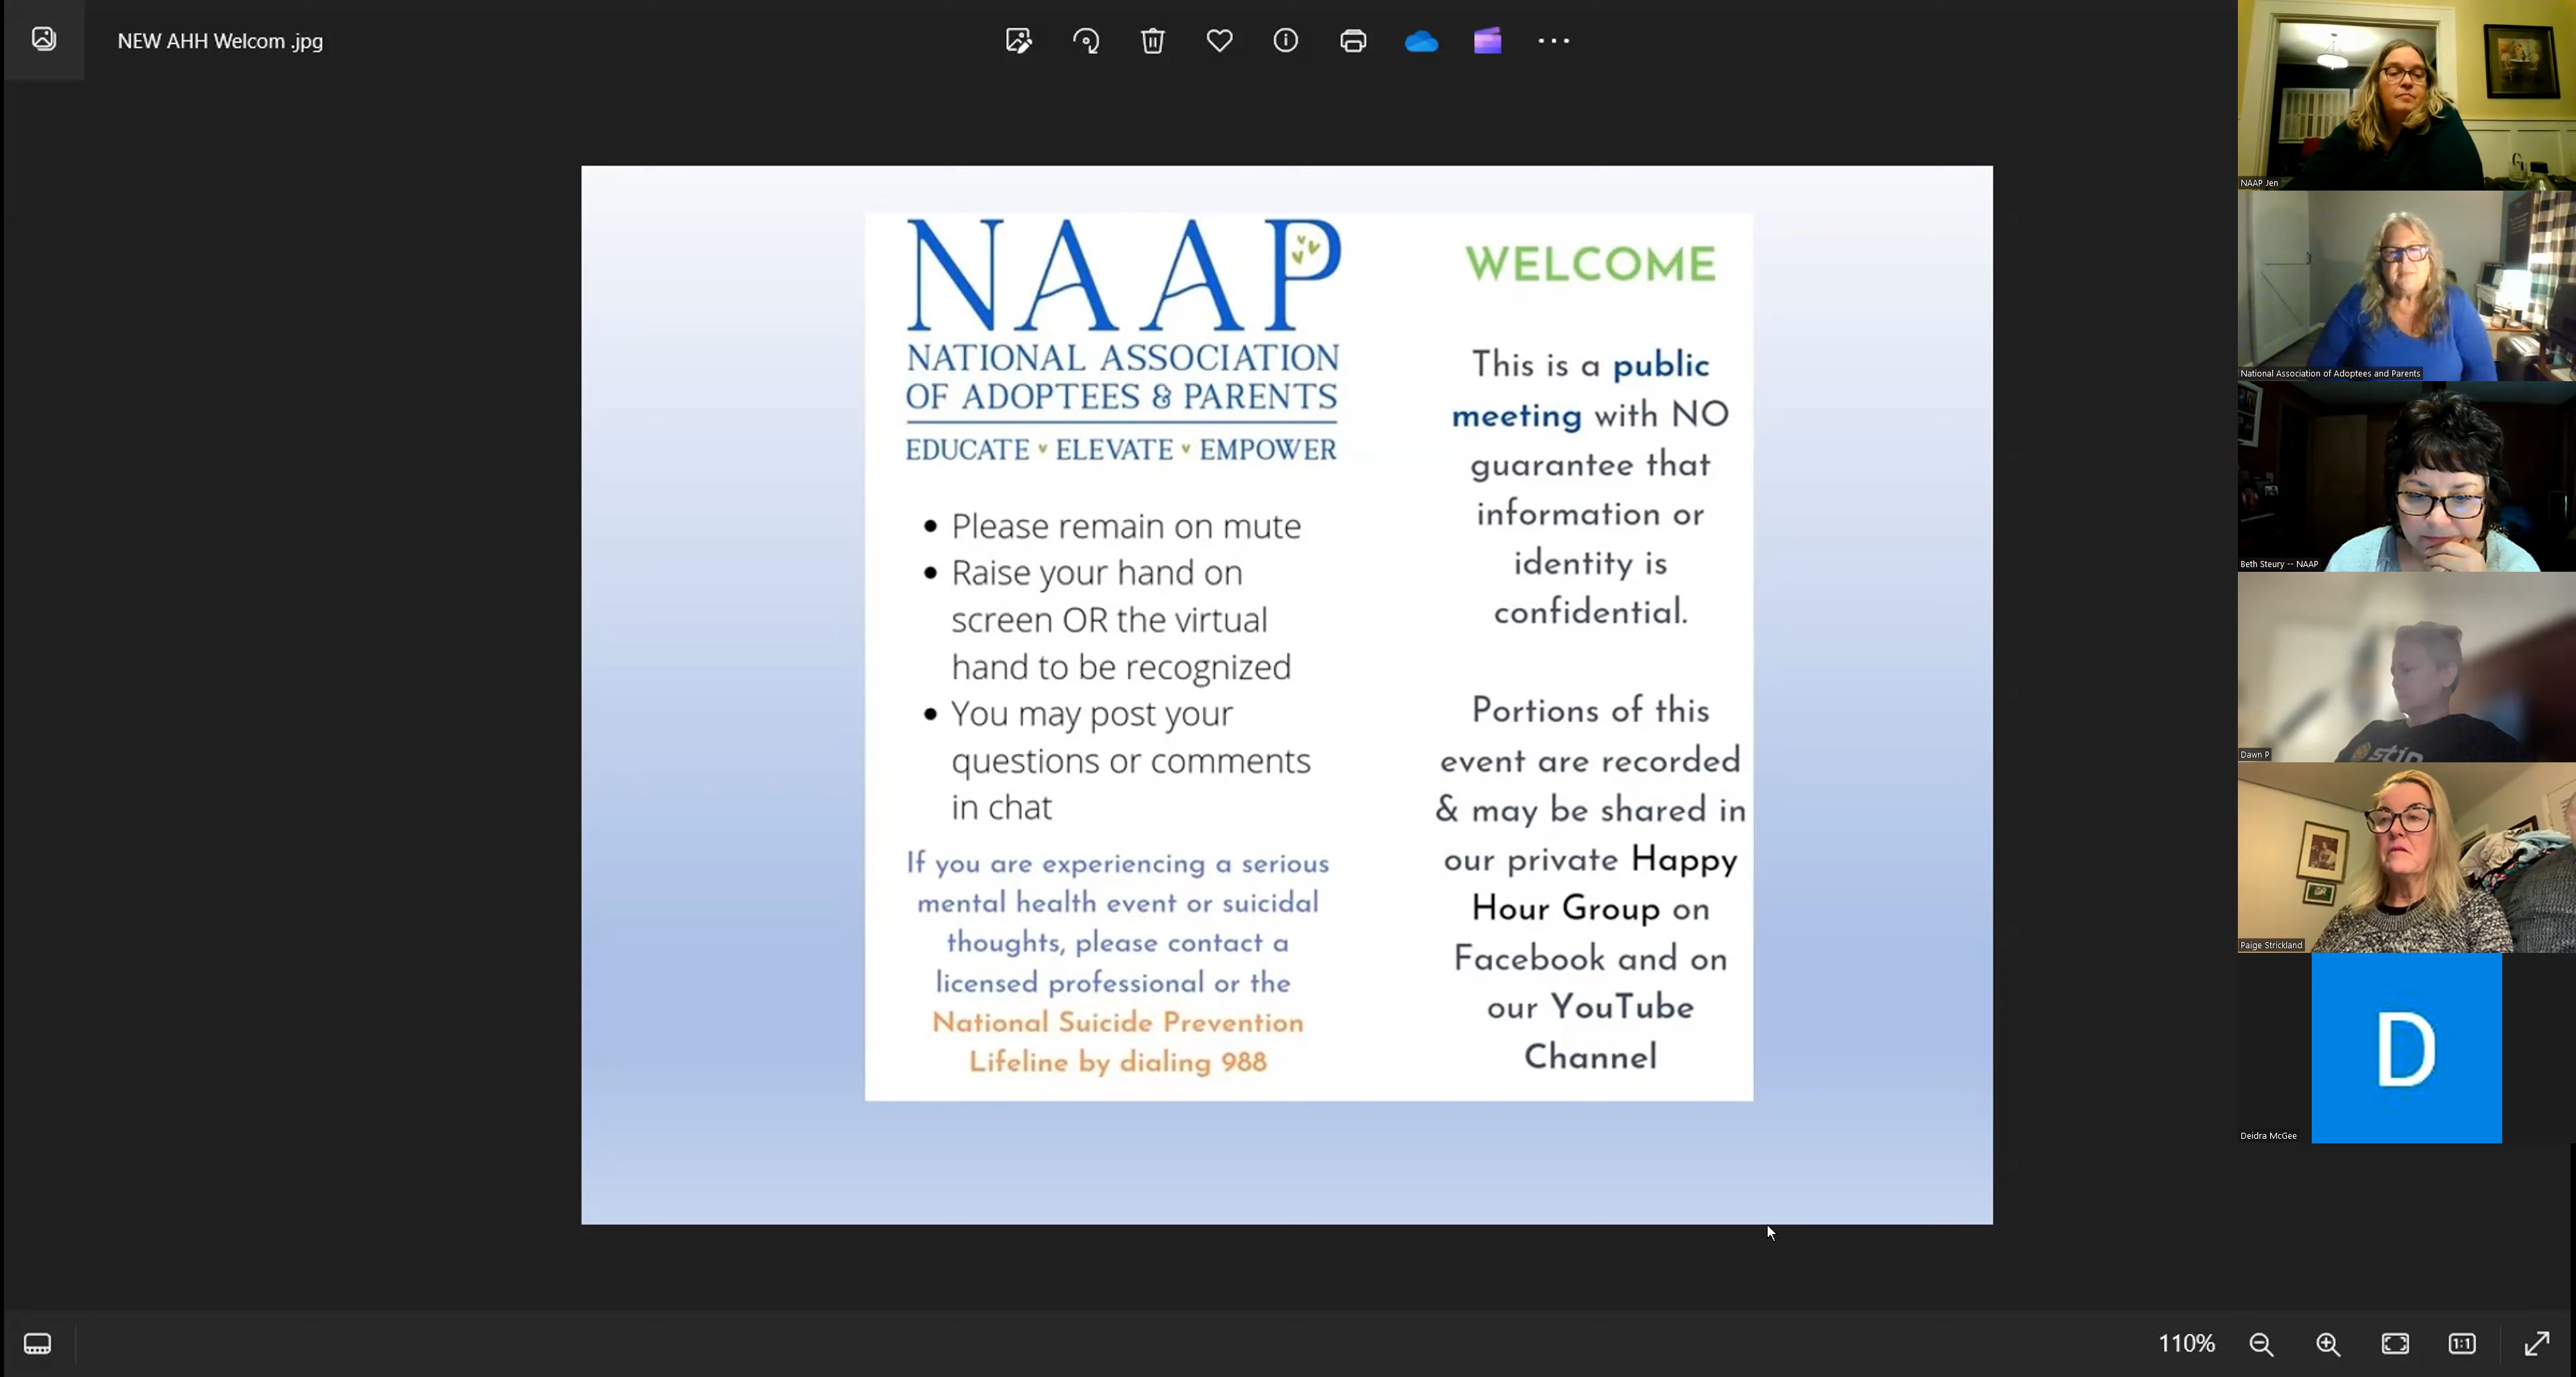 NEW AHH Welcom .jpg
NAAP
NATIONAL ASSOCIATION
OF ADOPTEES & PARENTS
EDUCATE ELEVATE EMPOWER
• Please remain on mute
• Raise your hand on
screen OR the virtual
hand to be recognized
• You may post your
questions or comments
in chat
If you are experiencing a serious
mental health event or suicidal
thoughts, please contact a
licensed professional or the
National Suicide Prevention
Lifeline by dialing 988
WELCOME
This is a public
meeting with NO
guarantee that
information or
identity is
confidential.
Portions of this
event are recorded
& may be shared in
our private Happy
Hour Group on
Facebook and on
our YouTube
Channel
NAAP Jen
National Association of Adoptees and Parents
Beth Steury -- NAAP
Dawn P
Paige Strickland
D
Deidra McGee
110%
1:1